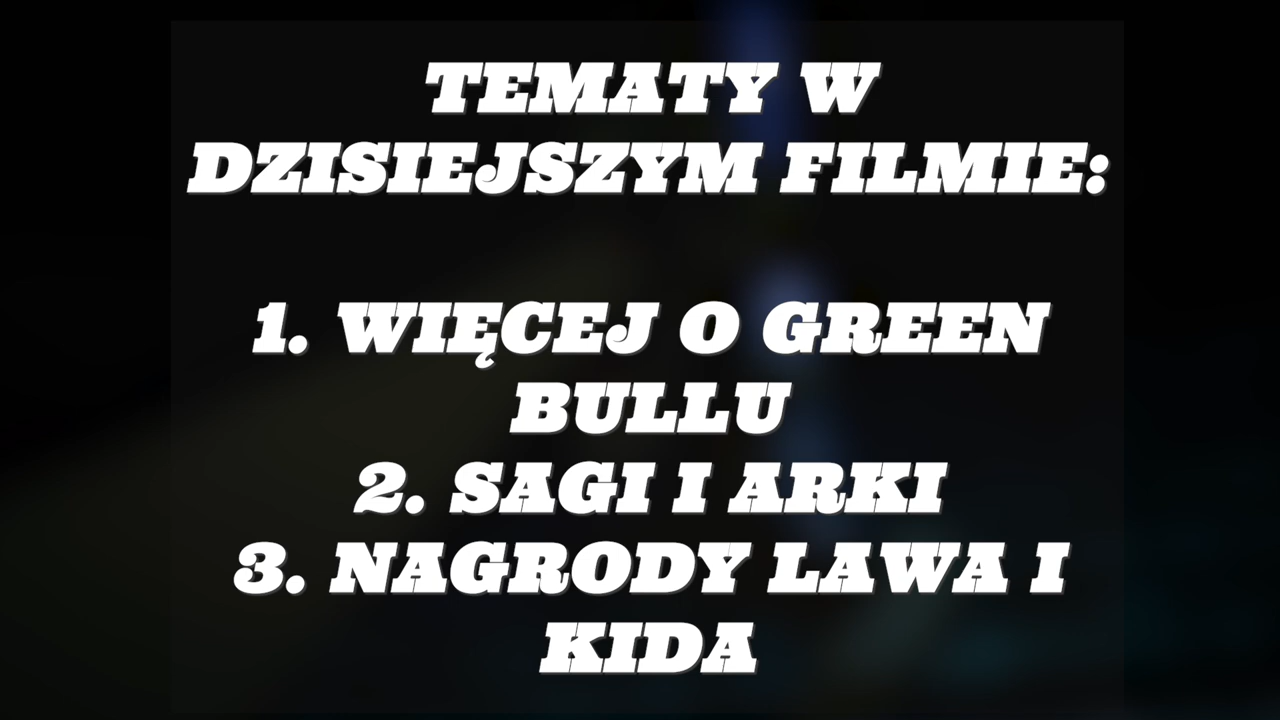 TEMATY W
DZISIEJSZYM FILMIE:
1. WIĘCEJ O GREEN
BULLU
2. SAGI I ARKI
3. NAGRODY LAWA I
KIDA